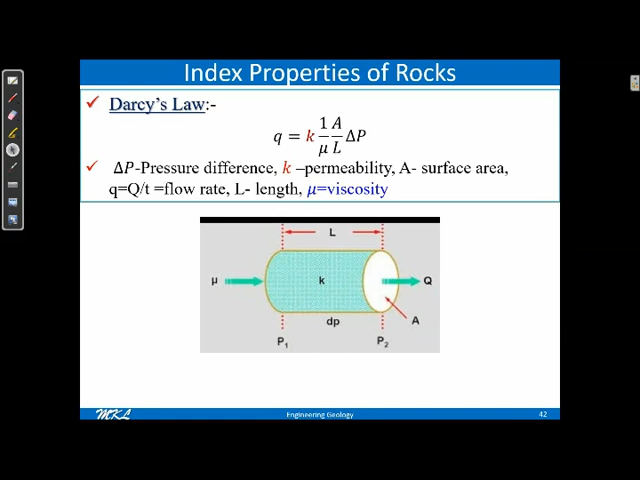 Index Properties of Rocks
✓ Darcy's Law:-
q = k 1/μ A/L ΔP
✓ ΔP-Pressure difference, k –permeability, A- surface area,
q=Q/t =flow rate, L- length, μ=viscosity
L
μ k Q
dp A
P₁ P₂
MKL Engineering Geology 42